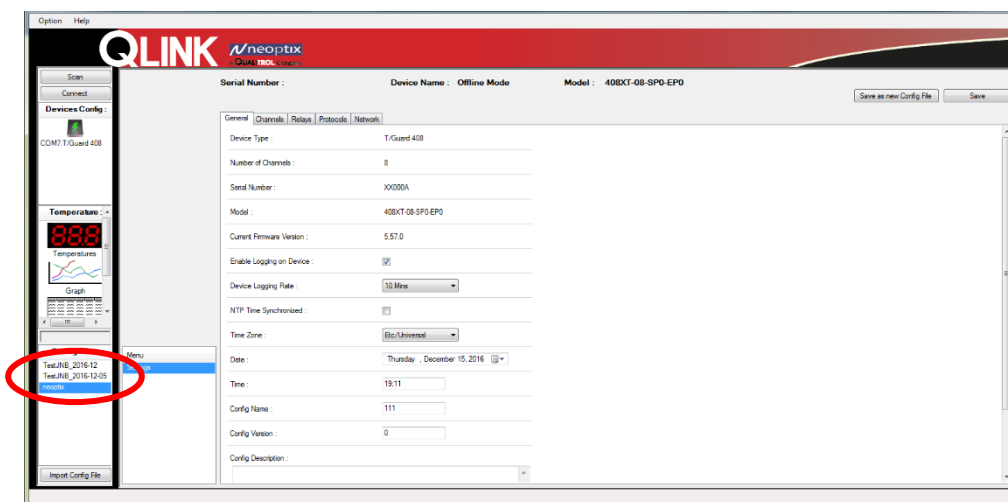 Option Help
QLINK neoptix
A QUALITROL Company
Scan
Connect
Devices Config :
COM7:T/Guard 408
Temperature :
888
Temperatures
Graph
TestJNB_2016-12
TestJNB_2016-12-05
neoptix
Import Config File
Menu
Serial Number : Device Name : Offline Mode Model : 408XT-08-SP0-EP0
Save as new Config File Save
General Channels Relays Protocols Network
Device Type : T/Guard 408
Number of Channels : 8
Serial Number : XX000A
Model : 408XT-08-SP0-EP0
Current Firmware Version : 5.57.0
Enable Logging on Device :
Device Logging Rate : 10 Mins
NTP Time Synchronized :
Time Zone : Etc./Universal
Date : Thursday , December 15, 2016
Time : 19:11
Config Name : 111
Config Version : 0
Config Description :